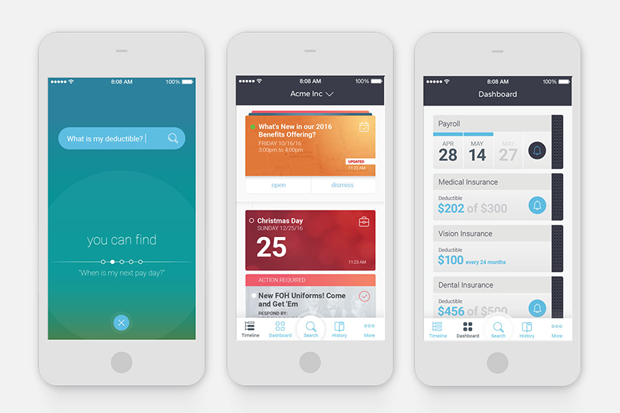 8:08 AM
100%
What is my deductible?
you can find
"When is my next pay day?"
8:08 AM
100%
Acme Inc
What's New in our 2016
Benefits Offering?
FRIDAY 10/16/16
3:00pm to 4:00pm
UPDATED
11:23 AM
open
dismiss
Christmas Day
SUNDAY 12/25/16
25
11:23 AM
ACTION REQUIRED
New FOH Uniforms! Come
and Get 'Em
RESPOND BY:
Timeline
Dashboard
Search
History
More
8:08 AM
100%
Dashboard
Payroll
APR
28
MAY
14
MAY
27
Medical Insurance
Deductible
$202 of $300
Vision Insurance
Deductible
$100 every 24 months
Dental Insurance
Deductible
$456 of $500
Timeline
Dashboard
Search
History
More